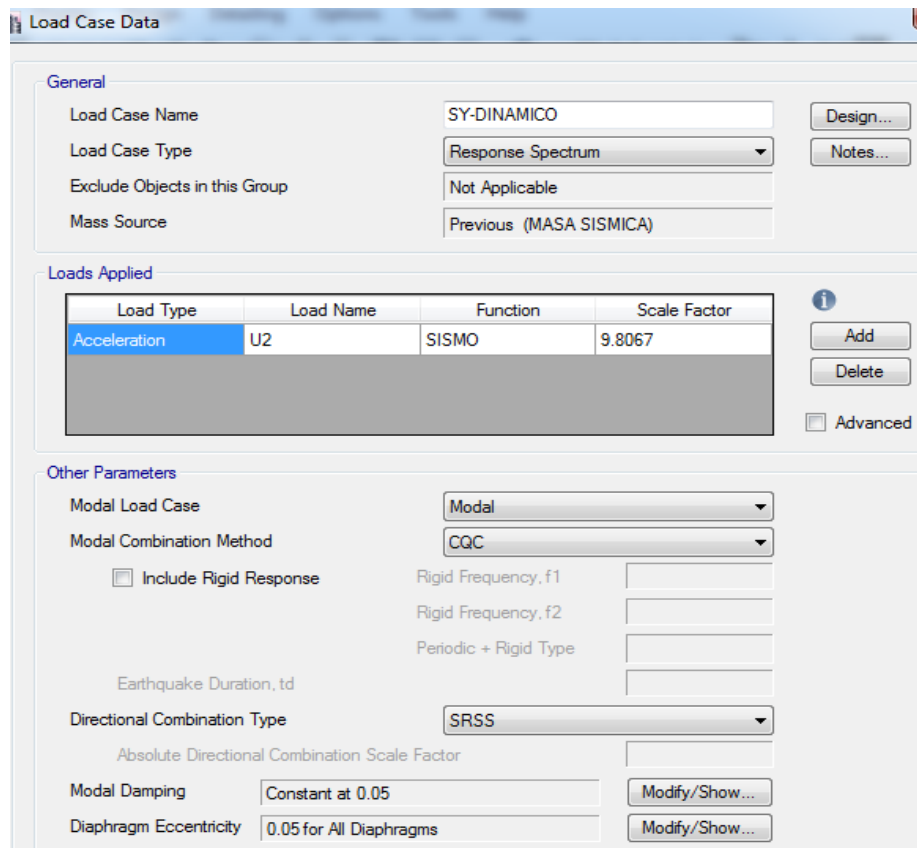 Detailing Options Tools Help
Load Case Data
General
Load Case Name SY-DINAMICO Design...
Load Case Type Response Spectrum Notes...
Exclude Objects in this Group Not Applicable
Mass Source Previous (MASA SISMICA)
Loads Applied
Load Type Load Name Function Scale Factor
Acceleration U2 SISMO 9.8067
Add
Delete
Advanced
Other Parameters
Modal Load Case Modal
Modal Combination Method CQC
Include Rigid Response Rigid Frequency, f1
Rigid Frequency, f2
Periodic + Rigid Type
Earthquake Duration, td
Directional Combination Type SRSS
Absolute Directional Combination Scale Factor
Modal Damping Constant at 0.05 Modify/Show...
Diaphragm Eccentricity 0.05 for All Diaphragms Modify/Show...